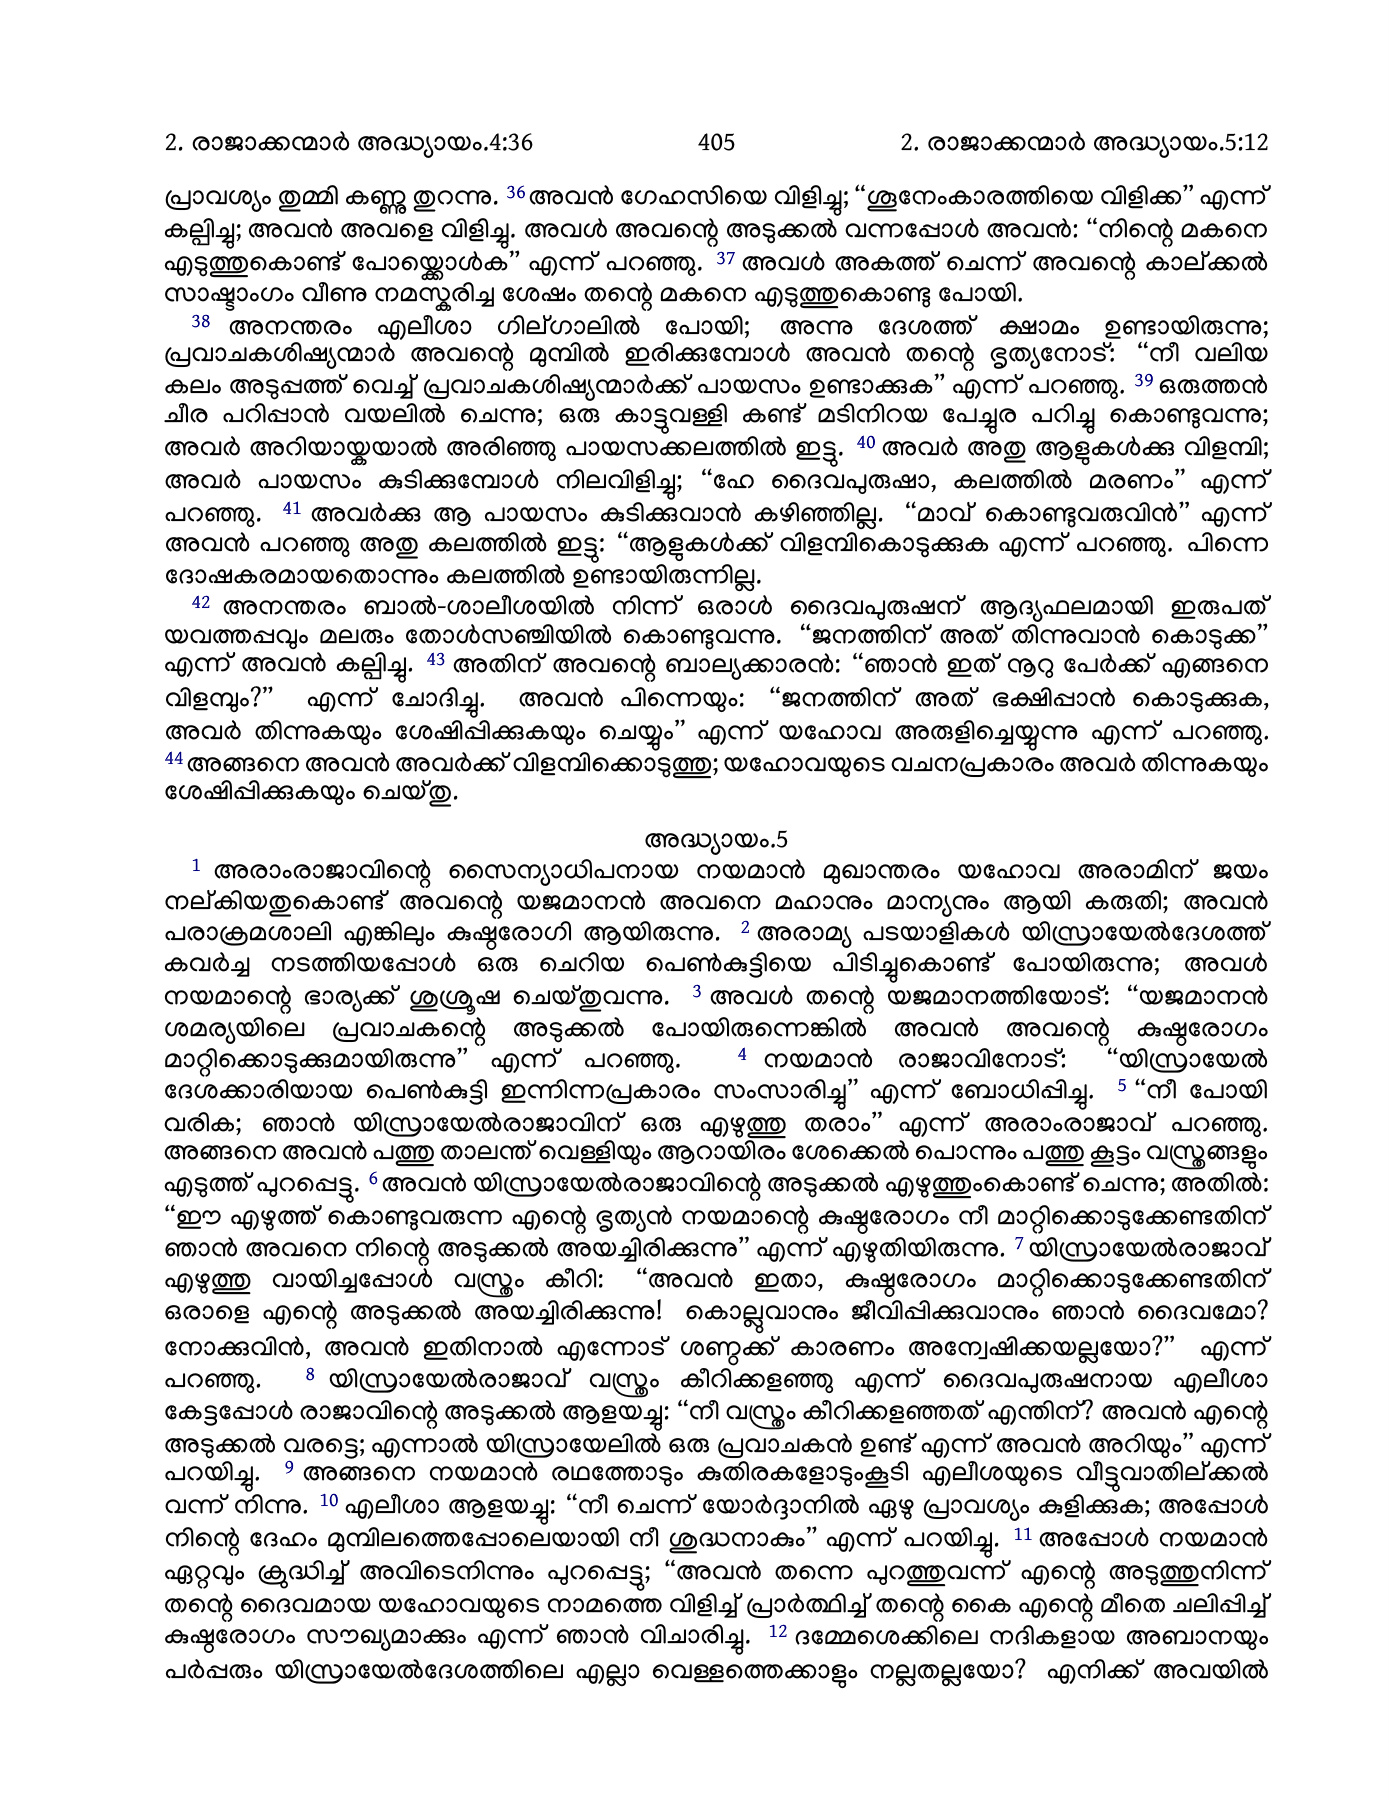 2. രാജാക്കന്മാർ അദ്ധ്യായം.4:36 405 2. രാജാക്കന്മാർ അദ്ധ്യായം.5:12
പ്രാവശ്യം തുമ്മി കണ്ണു തുറന്നു. 36 അവൻ ഗേഹസിയെ വിളിച്ചു; “ശൂനേംകാരത്തിയെ വിളിക്ക” എന്ന്
കല്പിച്ചു; അവൻ അവളെ വിളിച്ചു. അവൾ അവന്റെ അടുക്കൽ വന്നപ്പോൾ അവൻ: “നിന്റെ മകനെ
എടുത്തുകൊണ്ട് പോയ്ക്കൊൾക” എന്ന് പറഞ്ഞു. 37 അവൾ അകത്ത് ചെന്ന് അവന്റെ കാല്ക്കൽ
സാഷ്ടാംഗം വീണു നമസ്കരിച്ച ശേഷം തന്റെ മകനെ എടുത്തുകൊണ്ടു പോയി.
38 അനന്തരം എലീശാ ഗില്ഗാലിൽ പോയി; അന്നു ദേശത്ത് ക്ഷാമം ഉണ്ടായിരുന്നു;
പ്രവാചകശിഷ്യന്മാർ അവന്റെ മുമ്പിൽ ഇരിക്കുമ്പോൾ അവൻ തന്റെ ഭൃത്യനോട്: “നീ വലിയ
കലം അടുപ്പത്ത് വെച്ച് പ്രവാചകശിഷ്യന്മാർക്ക് പായസം ഉണ്ടാക്കുക” എന്ന് പറഞ്ഞു. 39 ഒരുത്തൻ
ചീര പറിപ്പാൻ വയലിൽ ചെന്നു; ഒരു കാട്ടുവള്ളി കണ്ട് മടിനിറയ പേച്ചുര പറിച്ചു കൊണ്ടുവന്നു;
അവർ അറിയായ്കയാൽ അരിഞ്ഞു പായസക്കലത്തിൽ ഇട്ടു. 40 അവർ അതു ആളുകൾക്കു വിളമ്പി;
അവർ പായസം കുടിക്കുമ്പോൾ നിലവിളിച്ചു; “ഹേ ദൈവപുരുഷാ, കലത്തിൽ മരണം” എന്ന്
പറഞ്ഞു. 41 അവർക്കു ആ പായസം കുടിക്കുവാൻ കഴിഞ്ഞില്ല. “മാവ് കൊണ്ടുവരുവിൻ” എന്ന്
അവൻ പറഞ്ഞു അതു കലത്തിൽ ഇട്ടു: “ആളുകൾക്ക് വിളമ്പികൊടുക്കുക എന്ന് പറഞ്ഞു. പിന്നെ
ദോഷകരമായതൊന്നും കലത്തിൽ ഉണ്ടായിരുന്നില്ല.
42 അനന്തരം ബാൽ-ശാലീശയിൽ നിന്ന് ഒരാൾ ദൈവപുരുഷന് ആദ്യഫലമായി ഇരുപത്
യവത്തപ്പവും മലരും തോൾസഞ്ചിയിൽ കൊണ്ടുവന്നു. “ജനത്തിന് അത് തിന്നുവാൻ കൊടുക്ക”
എന്ന് അവൻ കല്പിച്ചു. 43 അതിന് അവന്റെ ബാല്യക്കാരൻ: “ഞാൻ ഇത് നൂറു പേർക്ക് എങ്ങനെ
വിളമ്പും?” എന്ന് ചോദിച്ചു. അവൻ പിന്നെയും: “ജനത്തിന് അത് ഭക്ഷിപ്പാൻ കൊടുക്കുക,
അവർ തിന്നുകയും ശേഷിപ്പിക്കുകയും ചെയ്യും” എന്ന് യഹോവ അരുളിച്ചെയ്യുന്നു എന്ന് പറഞ്ഞു.
44 അങ്ങനെ അവൻ അവർക്ക് വിളമ്പിക്കൊടുത്തു; യഹോവയുടെ വചനപ്രകാരം അവർ തിന്നുകയും
ശേഷിപ്പിക്കുകയും ചെയ്തു.
അദ്ധ്യായം.5
1 അരാംരാജാവിന്റെ സൈന്യാധിപനായ നയമാൻ മുഖാന്തരം യഹോവ അരാമിന് ജയം
നല്കിയതുകൊണ്ട് അവന്റെ യജമാനൻ അവനെ മഹാനും മാന്യനും ആയി കരുതി; അവൻ
പരാക്രമശാലി എങ്കിലും കുഷ്ഠരോഗി ആയിരുന്നു. 2 അരാമ്യ പടയാളികൾ യിസ്രായേൽദേശത്ത്
കവർച്ച നടത്തിയപ്പോൾ ഒരു ചെറിയ പെൺകുട്ടിയെ പിടിച്ചുകൊണ്ട് പോയിരുന്നു; അവൾ
നയമാന്റെ ഭാര്യക്ക് ശുശ്രൂഷ ചെയ്തുവന്നു. 3 അവൾ തന്റെ യജമാനത്തിയോട്: “യജമാനൻ
ശമര്യയിലെ പ്രവാചകന്റെ അടുക്കൽ പോയിരുന്നെങ്കിൽ അവൻ അവന്റെ കുഷ്ഠരോഗം
മാറ്റിക്കൊടുക്കുമായിരുന്നു” എന്ന് പറഞ്ഞു. 4 നയമാൻ രാജാവിനോട്: “യിസ്രായേൽ
ദേശക്കാരിയായ പെൺകുട്ടി ഇന്നിന്നപ്രകാരം സംസാരിച്ചു” എന്ന് ബോധിപ്പിച്ചു. 5 “നീ പോയി
വരിക; ഞാൻ യിസ്രായേൽരാജാവിന് ഒരു എഴുത്തു തരാം” എന്ന് അരാംരാജാവ് പറഞ്ഞു.
അങ്ങനെ അവൻ പത്തു താലന്ത് വെള്ളിയും ആറായിരം ശേക്കെൽ പൊന്നും പത്തു കൂട്ടം വസ്ത്രങ്ങളും
എടുത്ത് പുറപ്പെട്ടു. 6 അവൻ യിസ്രായേൽരാജാവിന്റെ അടുക്കൽ എഴുത്തുംകൊണ്ട് ചെന്നു; അതിൽ:
“ഈ എഴുത്ത് കൊണ്ടുവരുന്ന എന്റെ ഭൃത്യൻ നയമാന്റെ കുഷ്ഠരോഗം നീ മാറ്റിക്കൊടുക്കേണ്ടതിന്
ഞാൻ അവനെ നിന്റെ അടുക്കൽ അയച്ചിരിക്കുന്നു” എന്ന് എഴുതിയിരുന്നു. 7 യിസ്രായേൽരാജാവ്
എഴുത്തു വായിച്ചപ്പോൾ വസ്ത്രം കീറി: “അവൻ ഇതാ, കുഷ്ഠരോഗം മാറ്റിക്കൊടുക്കേണ്ടതിന്
ഒരാളെ എന്റെ അടുക്കൽ അയച്ചിരിക്കുന്നു! കൊല്ലുവാനും ജീവിപ്പിക്കുവാനും ഞാൻ ദൈവമോ?
നോക്കുവിൻ, അവൻ ഇതിനാൽ എന്നോട് ശണ്ഠക്ക് കാരണം അന്വേഷിക്കയല്ലയോ?” എന്ന്
പറഞ്ഞു. 8 യിസ്രായേൽരാജാവ് വസ്ത്രം കീറിക്കളഞ്ഞു എന്ന് ദൈവപുരുഷനായ എലീശാ
കേട്ടപ്പോൾ രാജാവിന്റെ അടുക്കൽ ആളയച്ചു: “നീ വസ്ത്രം കീറിക്കളഞ്ഞത് എന്തിന്? അവൻ എന്റെ
അടുക്കൽ വരട്ടെ; എന്നാൽ യിസ്രായേലിൽ ഒരു പ്രവാചകൻ ഉണ്ട് എന്ന് അവൻ അറിയും” എന്ന്
പറയിച്ചു. 9 അങ്ങനെ നയമാൻ രഥത്തോടും കുതിരകളോടുംകൂടി എലീശയുടെ വീട്ടുവാതില്ക്കൽ
വന്ന് നിന്നു. 10 എലീശാ ആളയച്ചു: “നീ ചെന്ന് യോർദ്ദാനിൽ ഏഴു പ്രാവശ്യം കുളിക്കുക; അപ്പോൾ
നിന്റെ ദേഹം മുമ്പിലത്തെപ്പോലെയായി നീ ശുദ്ധനാകും” എന്ന് പറയിച്ചു. 11 അപ്പോൾ നയമാൻ
ഏറ്റവും ക്രുദ്ധിച്ച് അവിടെനിന്നും പുറപ്പെട്ടു; “അവൻ തന്നെ പുറത്തുവന്ന് എന്റെ അടുത്തുനിന്ന്
തന്റെ ദൈവമായ യഹോവയുടെ നാമത്തെ വിളിച്ച് പ്രാർത്ഥിച്ച് തന്റെ കൈ എന്റെ മീതെ ചലിപ്പിച്ച്
കുഷ്ഠരോഗം സൗഖ്യമാക്കും എന്ന് ഞാൻ വിചാരിച്ചു. 12 ദമ്മേശെക്കിലെ നദികളായ അബാനയും
പർപ്പരും യിസ്രായേൽദേശത്തിലെ എല്ലാ വെള്ളത്തെക്കാളും നല്ലതല്ലയോ? എനിക്ക് അവയിൽ